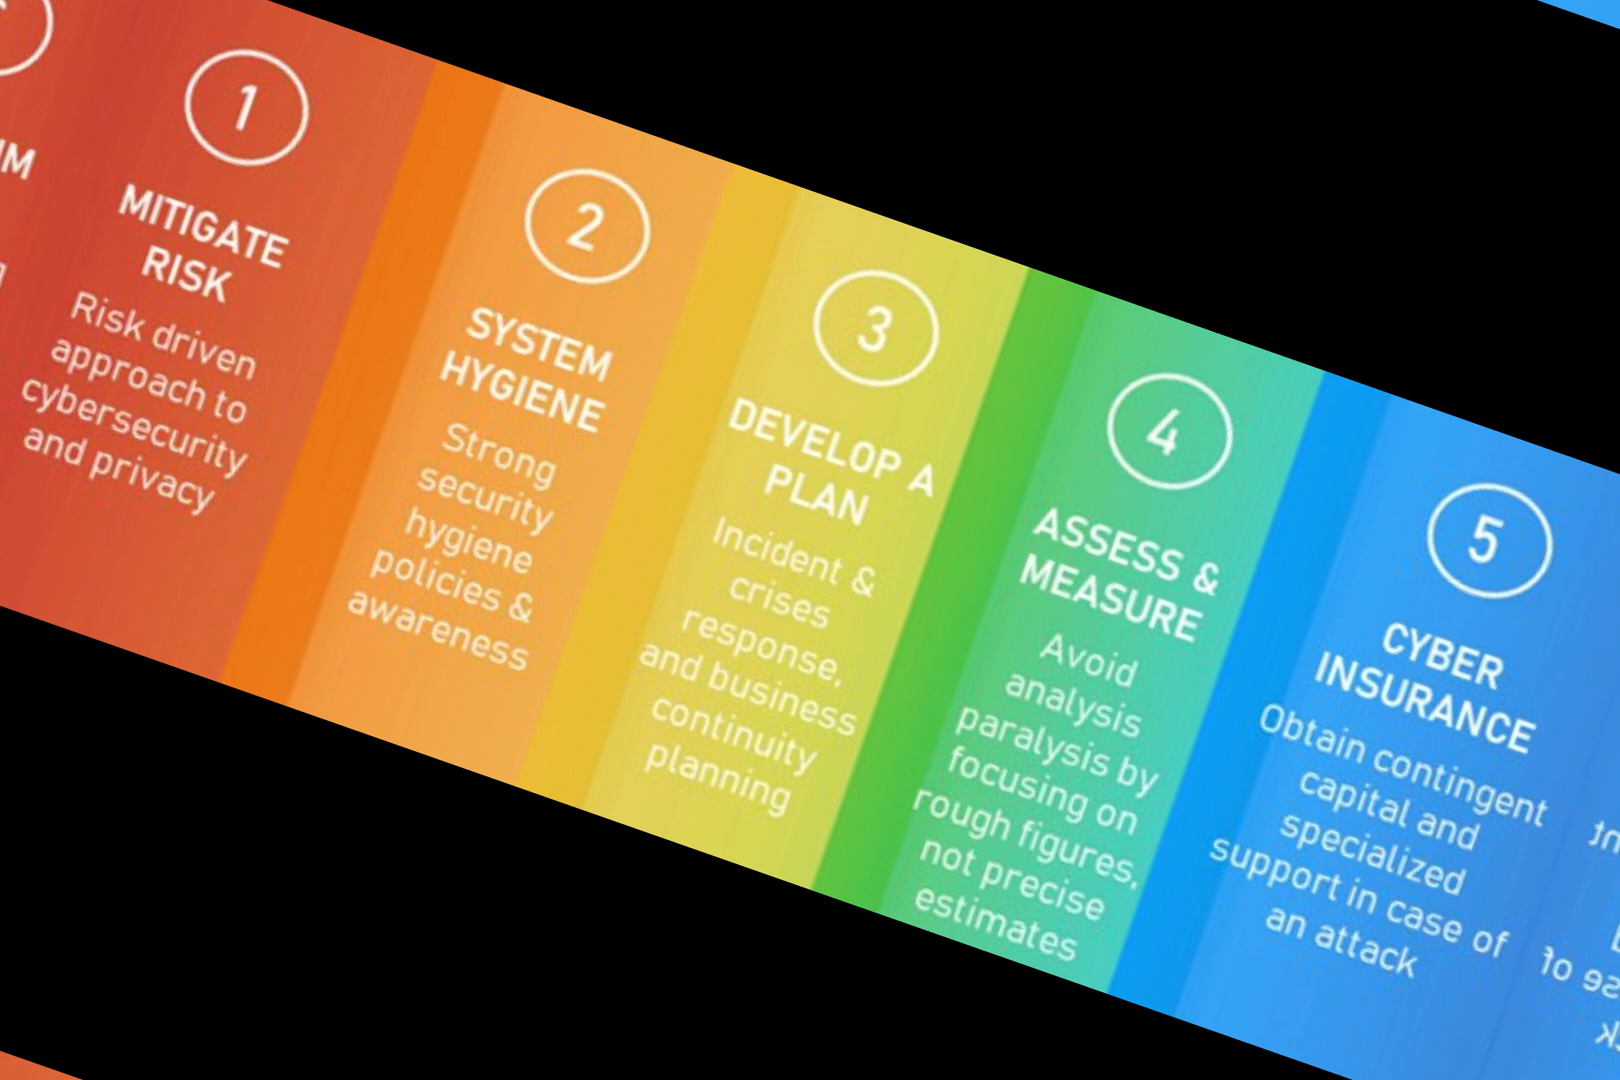 1
MITIGATE
RISK
Risk driven
approach to
cybersecurity
and privacy
2
SYSTEM
HYGIENE
Strong
security
hygiene
policies &
awareness
3
DEVELOP A
PLAN
Incident &
crises
response,
and business
continuity
planning
4
ASSESS &
MEASURE
Avoid
analysis
paralysis by
focusing on
rough figures,
not precise
estimates
5
CYBER
INSURANCE
Obtain contingent
capital and
specialized
support in case of
an attack